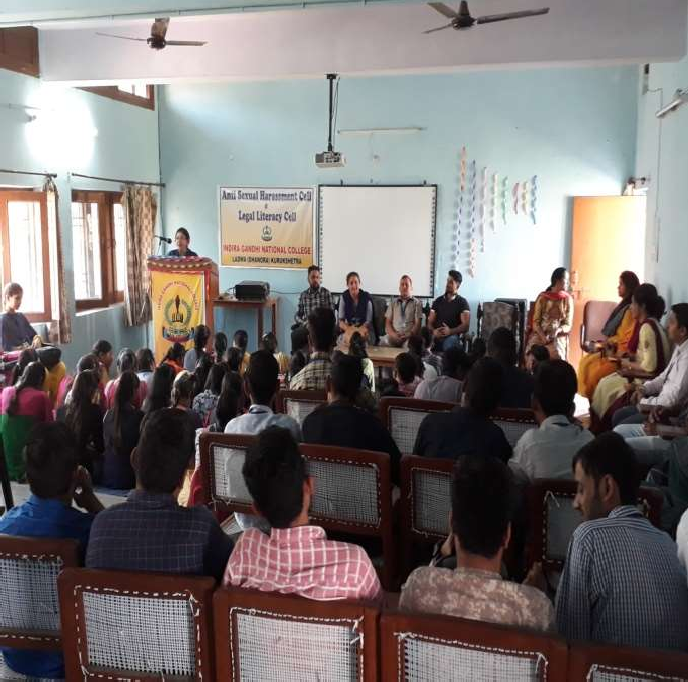 Anti Sexual Harassment Cell
&
Legal Literacy Cell
INDIRA GANDHI NATIONAL COLLEGE
LADWA (DHANORA) KURUKSHETRA